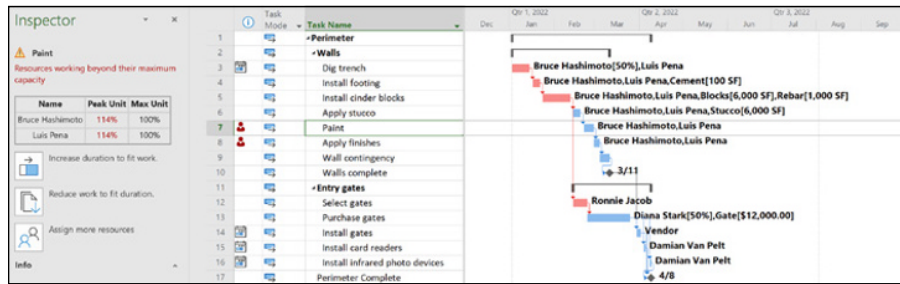 Inspector
Paint
Resources working beyond their maximum
capacity
Name Peak Unit Max Unit
Bruce Hashimoto 114% 100%
Luis Pena 114% 100%
Increase duration to fit work.
Reduce work to fit duration.
Assign more resources
Info
Task
Mode Task Name
Qtr 1, 2022 Qtr 2, 2022 Qtr 3, 2022
Dec Jan Feb Mar Apr May Jun Jul Aug Sep
1 Perimeter
2 Walls
3 Dig trench Bruce Hashimoto[50%],Luis Pena
4 Install footing Bruce Hashimoto,Luis Pena,Cement[100 SF]
5 Install cinder blocks Bruce Hashimoto,Luis Pena,Blocks[6,000 SF],Rebar[1,000 SF]
6 Apply stucco Bruce Hashimoto,Luis Pena,Stucco[6,000 SF]
7 Paint Bruce Hashimoto,Luis Pena
8 Apply finishes Bruce Hashimoto,Luis Pena
9 Wall contingency
10 Walls complete 3/11
11 Entry gates
12 Select gates Ronnie Jacob
13 Purchase gates Diana Stark[50%],Gate[$12,000.00]
14 Install gates Vendor
15 Install card readers Damian Van Pelt
16 Install infrared photo devices Damian Van Pelt
17 Perimeter Complete 4/8